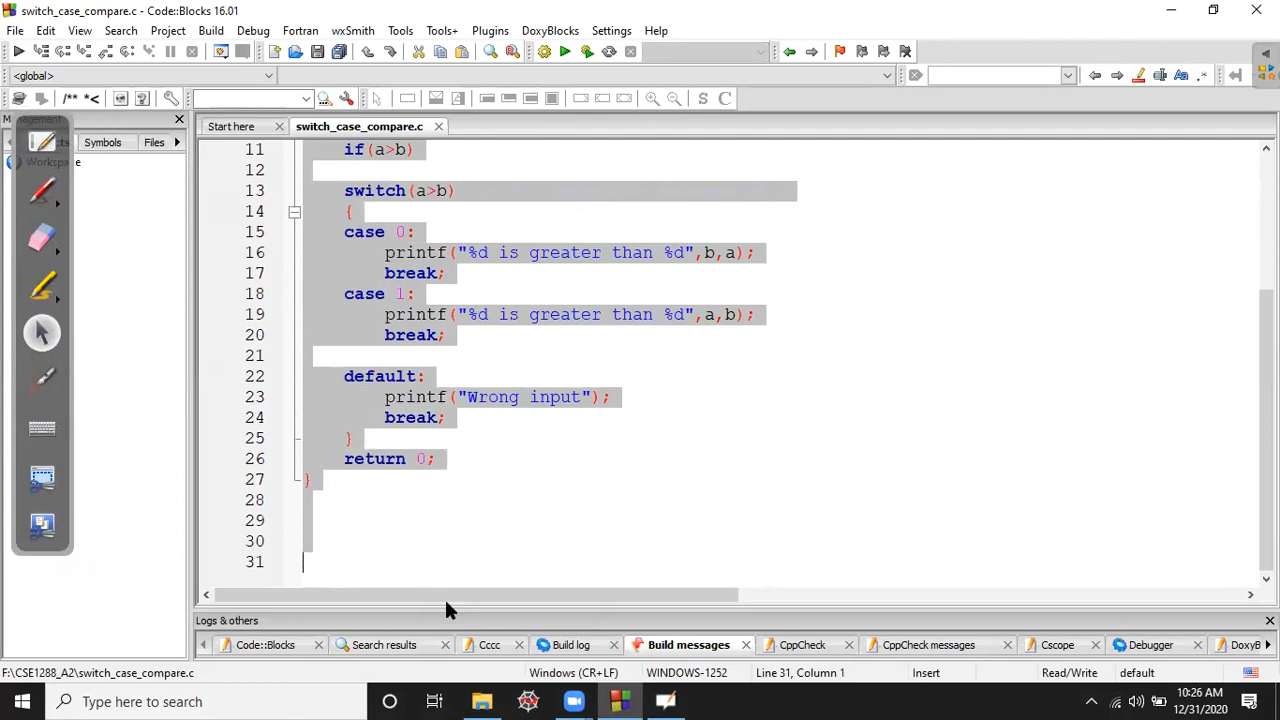 switch_case_compare.c - Code::Blocks 16.01
File Edit View Search Project Build Debug Fortran wxSmith Tools Tools+ Plugins DoxyBlocks Settings Help
<global>
/** *<
S C
Start here switch_case_compare.c
Symbols Files
Workspace
11 if(a>b)
12
13 switch(a>b)
14 {
15 case 0:
16 printf("%d is greater than %d",b,a);
17 break;
18 case 1:
19 printf("%d is greater than %d",a,b);
20 break;
21
22 default:
23 printf("Wrong input");
24 break;
25 }
26 return 0;
27 }
28
29
30
31
Logs & others
Code::Blocks Search results Cccc Build log Build messages CppCheck CppCheck messages Cscope Debugger DoxyB
F:\CSE1288_A2\switch_case_compare.c Windows (CR+LF) WINDOWS-1252 Line 31, Column 1 Insert Read/Write default
Type here to search
10:26 AM
12/31/2020